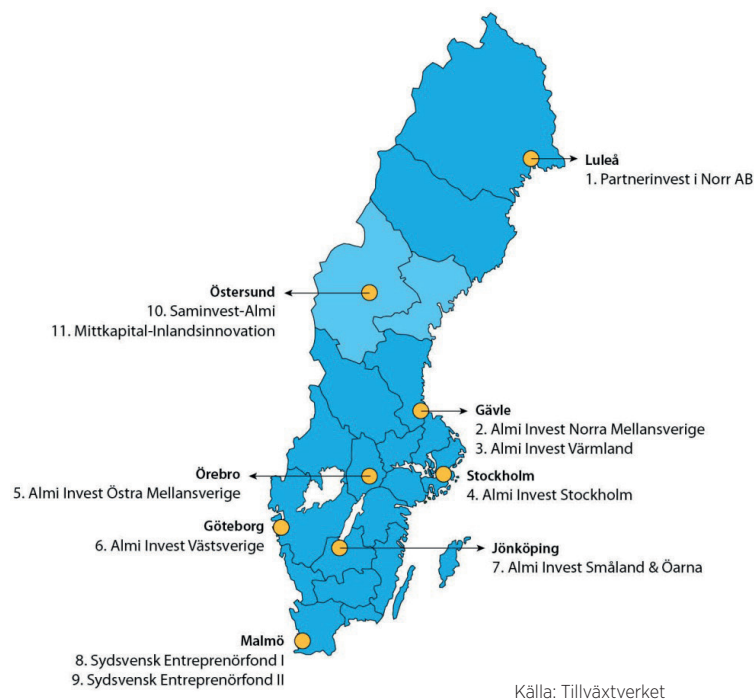 Luleå
1. Partnerinvest i Norr AB
Östersund
10. Saminvest-Almi
11. Mittkapital-Inlandsinnovation
Gävle
2. Almi Invest Norra Mellansverige
3. Almi Invest Värmland
Örebro
5. Almi Invest Östra Mellansverige
Stockholm
4. Almi Invest Stockholm
Göteborg
6. Almi Invest Västsverige
Jönköping
7. Almi Invest Småland & Öarna
Malmö
8. Sydsvensk Entreprenörfond I
9. Sydsvensk Entreprenörfond II
Källa: Tillväxtverket